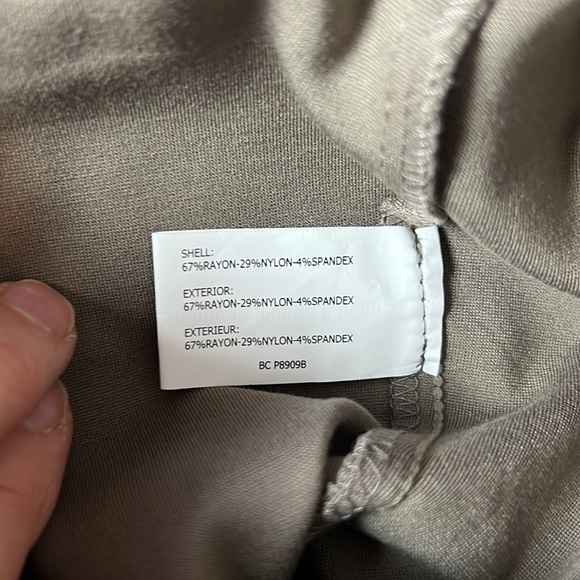 SHELL:
67%RAYON-29%NYLON-4%SPANDEX
EXTERIOR:
67%RAYON-29%NYLON-4%SPANDEX
EXTERIEUR:
67%RAYON-29%NYLON-4%SPANDEX
BC P8909B